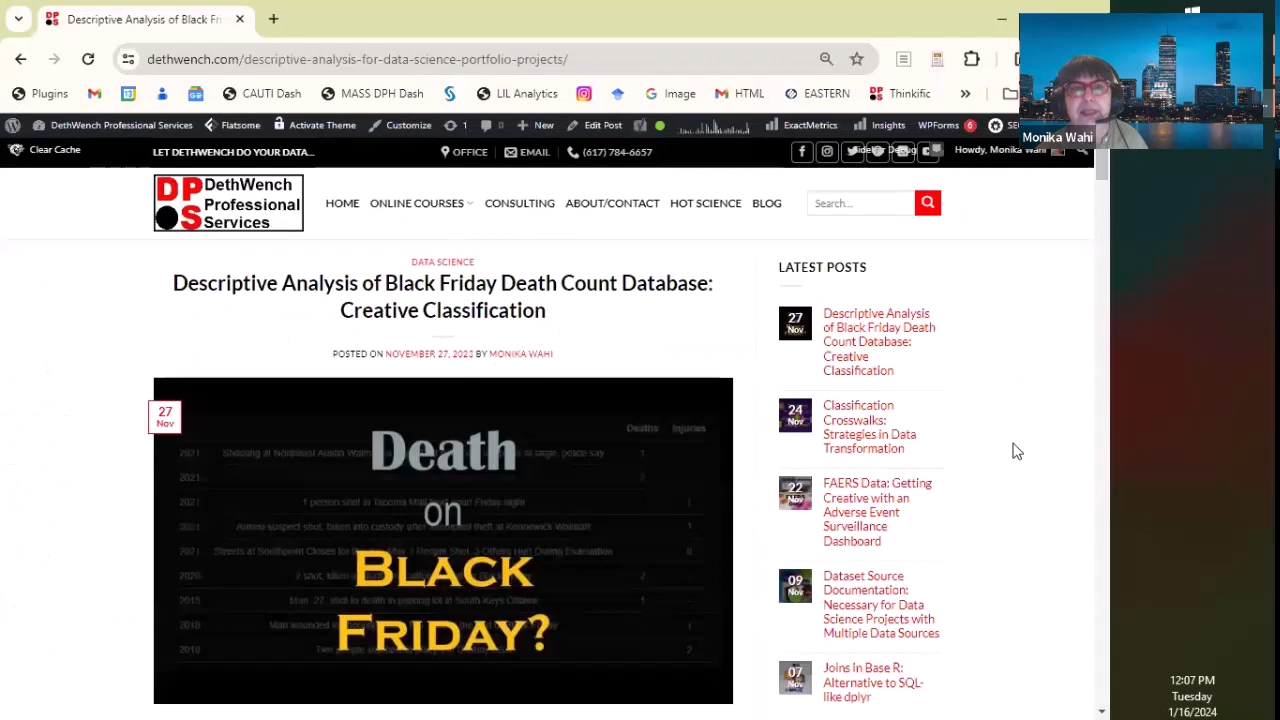 Descriptive Analysis of Black Fr
dethwench.com/descriptive-analysis-for-data-science-portfolio-projects/
Plugins
CAUTI Dash
MASS DPH Dash
LIL Analytics
Image
HTML
EASTERN
Thinkific
DethWench Professional Services
Flatsome
Activate Theme
Customize
1
0
New
Edit Post
ExactMetrics
Insights
WPForms 6
SE
Clear Cache
LET DETHWENCH DO YOUR DATA...
OFFICE
EMAIL
(617) 784-6657
Howdy, Monika Wahi
Monika Wahi
DethWench
Professional
Services
HOME
ONLINE COURSES
CONSULTING
ABOUT/CONTACT
HOT SCIENCE
BLOG
Search...
DATA SCIENCE
Descriptive Analysis of Black Friday Death Count Database:
Creative Classification
POSTED ON NOVEMBER 27, 2023 BY MONIKA WAHI
27
Nov
Deaths Injuries
Death
on
BLACK
FRIDAY?
LATEST POSTS
27
Nov
Descriptive Analysis
of Black Friday Death
Count Database:
Creative
Classification
24
Nov
Classification
Crosswalks:
Strategies in Data
Transformation
22
Nov
FAERS Data: Getting
Creative with an
Adverse Event
Surveillance
Dashboard
09
Nov
Dataset Source
Documentation:
Necessary for Data
Science Projects with
Multiple Data Sources
07
Nov
Joins in Base R:
Alternative to SQL-
like dplyr
12:07 PM
Tuesday
1/16/2024